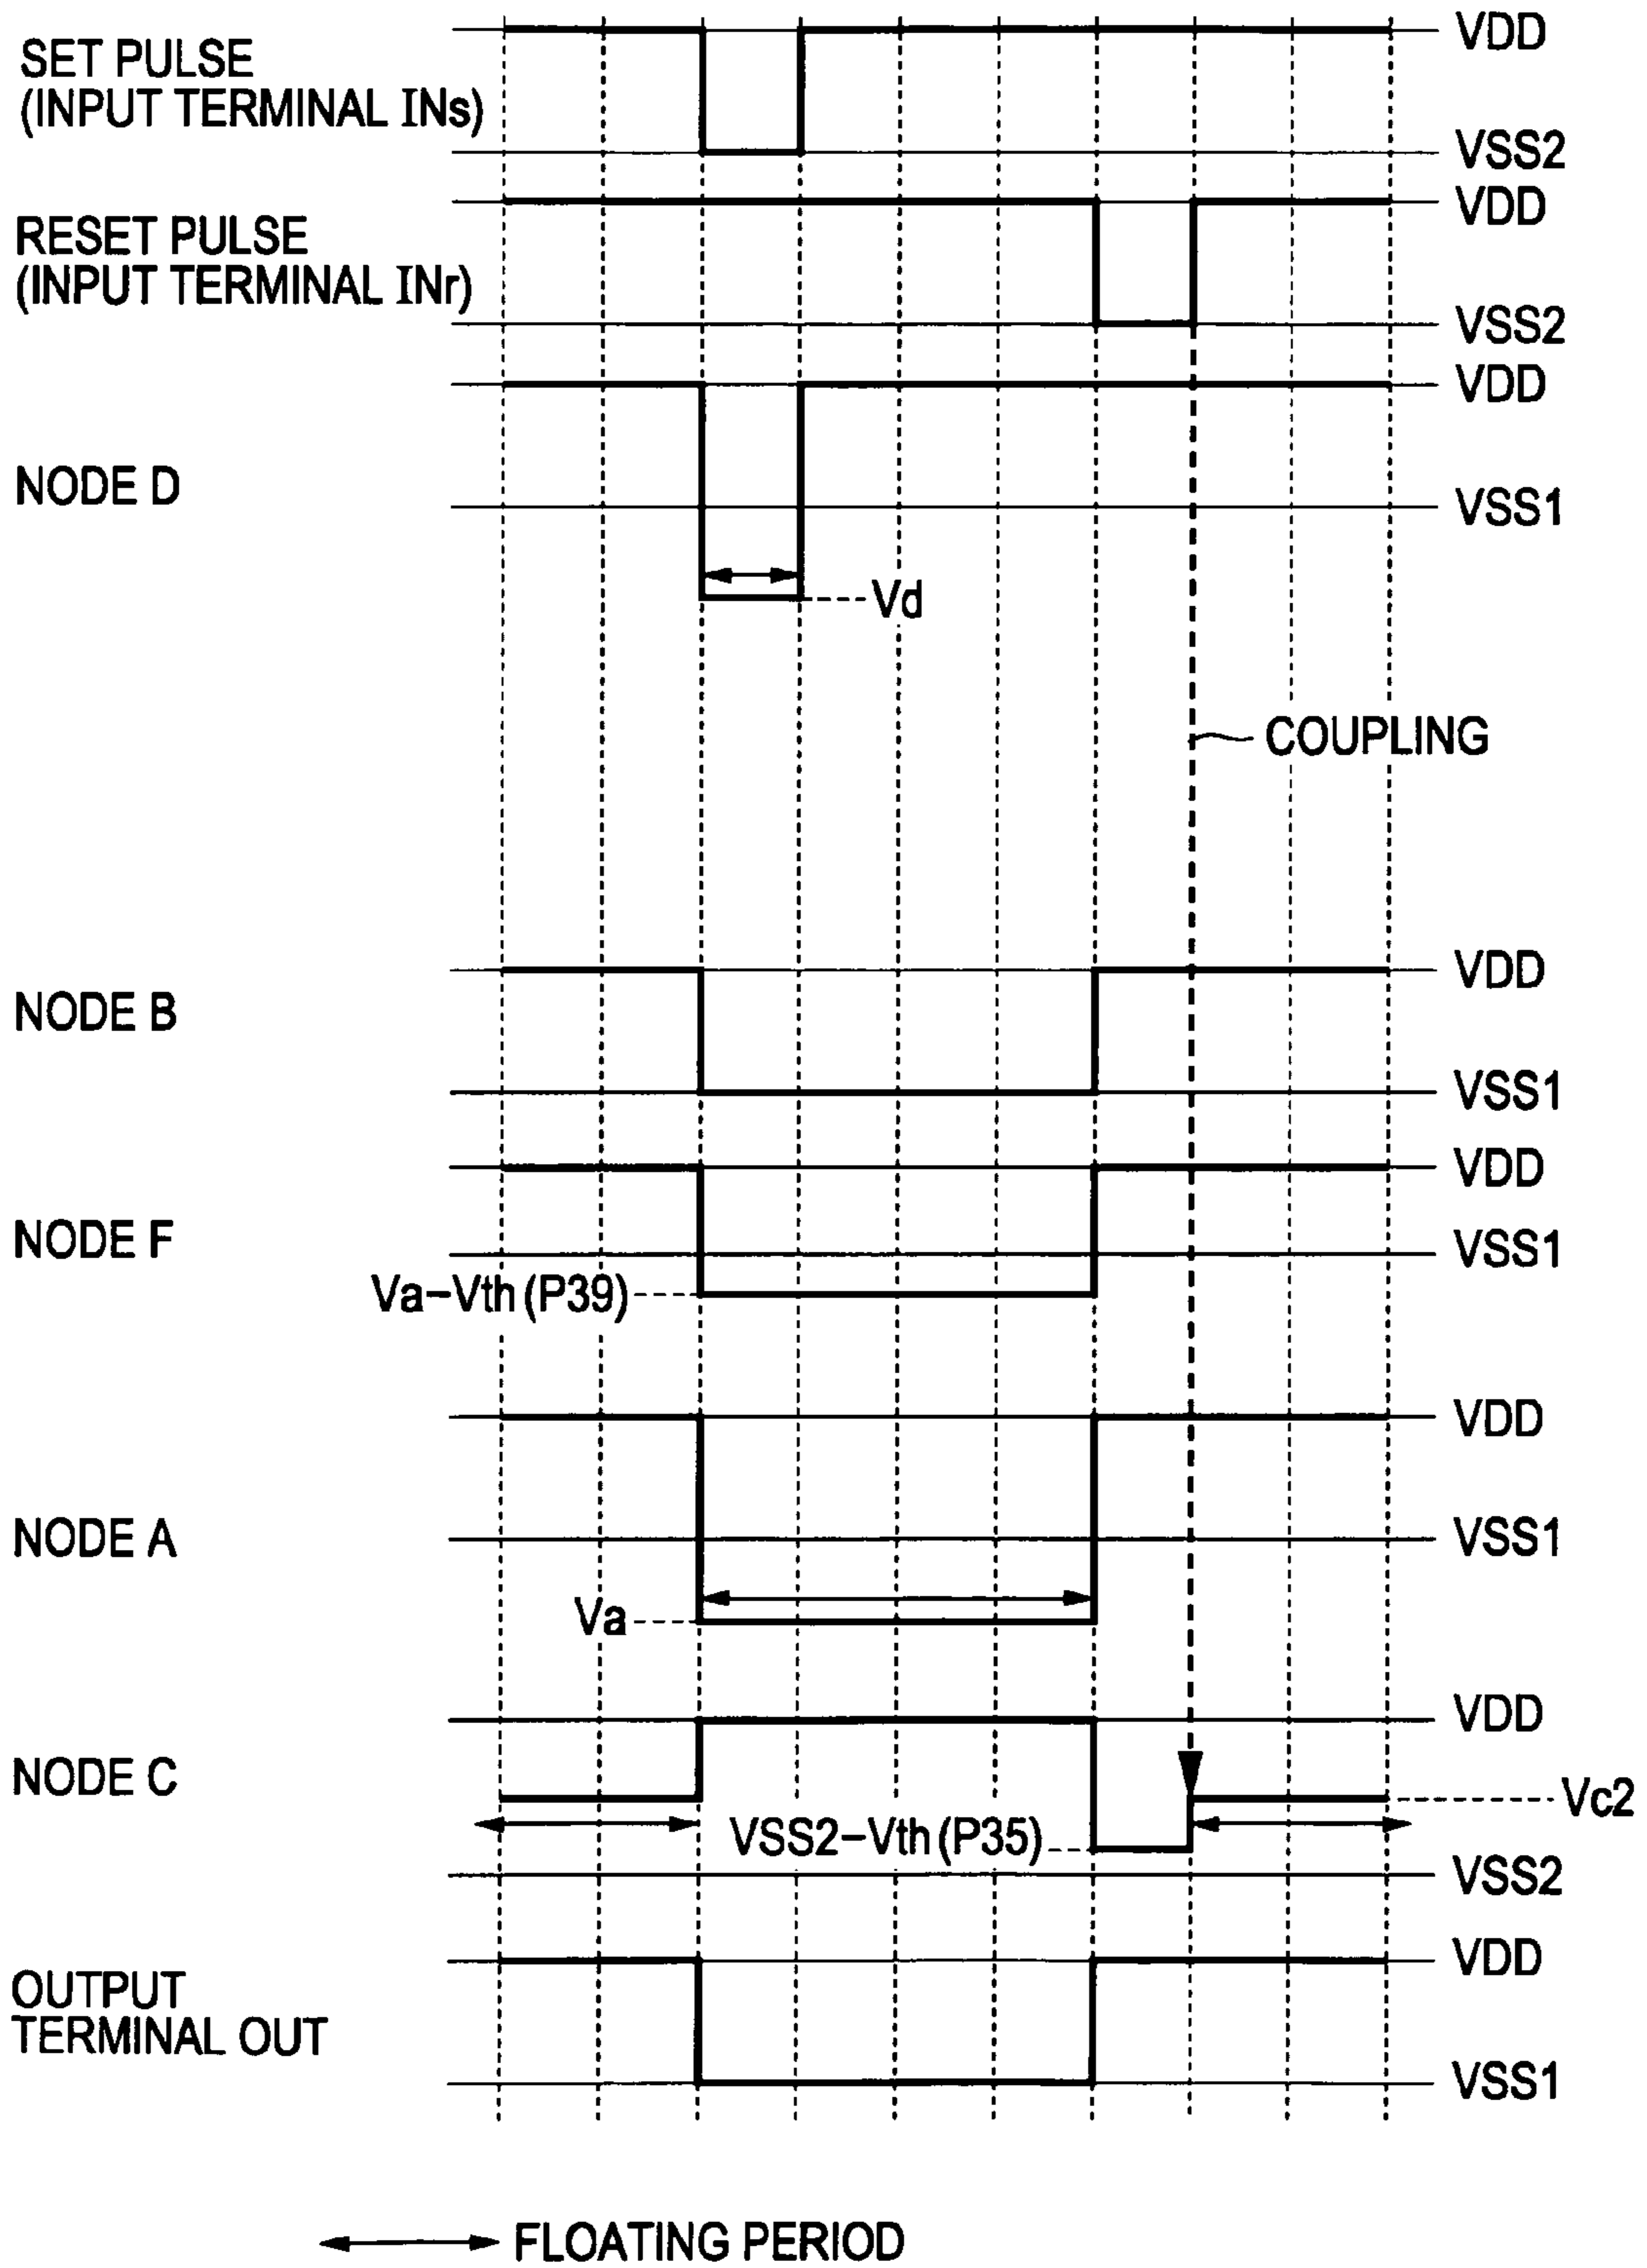 SET PULSE
(INPUT TERMINAL INs)
VDD
VSS2
RESET PULSE
(INPUT TERMINAL INr)
VDD
VSS2
NODE D
VDD
VSS1
Vd
COUPLING
NODE B
VDD
VSS1
NODE F
VDD
VSS1
Va−Vth (P39)
NODE A
VDD
VSS1
Va
NODE C
VDD
Vc2
VSS2−Vth (P35)
VSS2
OUTPUT
TERMINAL OUT
VDD
VSS1
FLOATING PERIOD